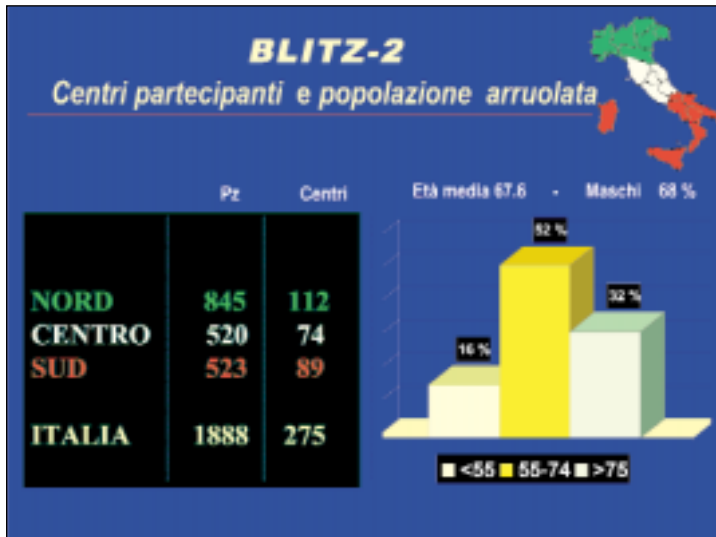 BLITZ-2
Centri partecipanti e popolazione arruolata
Pz Centri
NORD 845 112
CENTRO 520 74
SUD 523 89
ITALIA 1888 275
Età media 67.6 - Maschi 68 %
52 %
32 %
16 %
<55 55-74 >75